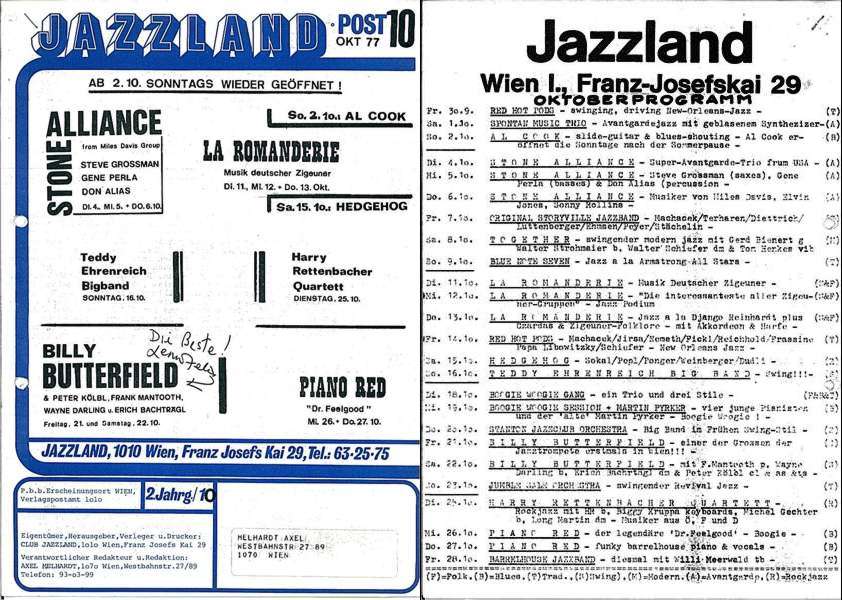 JAZZLAND POST 10
OKT 77
AB 2.10. SONNTAGS WIEDER GEÖFFNET !
STONE ALLIANCE
from Miles Davis Group
STEVE GROSSMAN
GENE PERLA
DON ALIAS
DI.4., MI.5. + DO.6.10.
So. 2.10.: AL COOK
LA ROMANDERIE
Musik deutscher Zigeuner
Di. 11., Mi. 12. + Do. 13. Okt.
Sa. 15. 10.: HEDGEHOG
Teddy
Ehrenreich
Bigband
SONNTAG. 16.10.
Harry
Rettenbacher
Quartett
DIENSTAG. 25.10.
Die Beste!
BILLY
BUTTERFIELD
& PETER KÖLBL, FRANK MANTOOTH,
WAYNE DARLING u. ERICH BACHTRÄGL
Freitag, 21. und Samstag, 22.10.
PIANO RED
"Dr. Feelgood"
MI. 26.+ Do. 27. 10.
JAZZLAND, 1010 Wien, Franz Josefs Kai 29, Tel.: 63-25-75
P.b.b.Erscheinungsort WIEN,
Verlagspostamt 1010
2.Jahrg./10
Eigentümer,Herausgeber,Verleger u.Drucker:
CLUB JAZZLAND,1010 Wien,Franz Josefs Kai 29
Verantwortlicher Redakteur u.Redaktion:
AXEL MELHARDT,1070 Wien,Westbahnstr.27/89
Telefon: 93-63-99
MELHARDT AXEL
WESTBAHNSTR 27 89
1070 WIEN
Jazzland
Wien I., Franz-Josefskai 29
OKTOBERPROGRAMM
Fr. 30.9. RED HOT PODS - swinging, driving New-Orleans-Jazz - (T)
Sa. 1.10. SPONTAN MUSIC TRIO - Avantgardejazz mit geblasenem Synthezizer-(A)
So. 2.10. AL COOK - slide-guitar & blues-shouting - Al Cook er- (B)
öffnet die Sonntage nach der Sommerpause -
Di. 4.10. STONE ALLIANCE - Super-Avantgarde-Trio from USA - (A)
Mi. 5.10. STONE ALLIANCE - Steve Grossman (saxes), Gene (A)
Perla (basses) & Don Alias (percussion -
Do. 6.10. STONE ALLIANCE - Musiker von Miles Davis, Elvin (A)
Jones, Sonny Rollins -
Fr. 7.10. ORIGINAL STORYVILLE JAZZBAND - Machacek/Terharen/Diettrich/
Luttenberger/Ehmsen/Poyer/Stächelin - (T)
Sa. 8.10. TOGETHER - swingender modern jazz mit Gerd Bienert g (M)
Walter Strohmaier b, Walter Schiefer dm & Tom Henkes vib
So. 9.10. BLUE NOTE SEVEN - Jazz a la Armstrong-All Stars - (T)
Di. 11.10. LA ROMANDERIE - Musik Deutscher Zigeuner - (S&F)
Mi. 12.10. LA ROMANDERIE - "Die interessanteste aller Zigeu-(S&F)
ner-Gruppen" - Jazz Podium
Do. 13.10. LA ROMANDERIE - Jazz a la Django Reinhardt plus (S&F)
Czardas & Zigeuner-Folklore - mit Akkordeon & Harfe -
Fr. 14.10. RED HOT PODS - Machacek/Jirsa/Nemeth/Fickl/Reichhold/Frassine (T)
Papa Libowitzky/Schiefer - New Orleans Jazz -
Sa. 15.10. HEDGEHOG - Sokal/Popl/Ponger/Weinberger/Dudli -
So. 16.10. TEDDY EHRENREICH BIG BAND - Swing!!!-
Di. 18.10. BOOGIE WOOGIE GANG - ein Trio und drei Stile -
Mi. 19.10. BOOGIE WOOGIE SESSION + MARTIN PYRKER - vier junge Pianisten (B)
und der "alte" Martin Pyrker - Boogie Woogie ! -
Do. 20.10. STANTON JAZZCLUB ORCHESTRA - Big Band in Frühen Swing-Stil -
Fr. 21.10. BILLY BUTTERFIELD - einer der Grossen der
Jazztrompete erstmals in Wien!!! -
Sa. 22.10. BILLY BUTTERFIELD - mit F.Mantooth p, Wayne
Darling b, Erich Bachträgl dm & Peter Kölbl cl & as &ts -
So. 23.10. JUMBLE SALE ORCHESTRA - swingender Revival Jazz -
Di. 25.10. HARRY RETTENBACHER QUARTETT - (R)
Rockjazz mit HR b, Biggy Kruppa keyboards, Michel Gechter
b, Long Martin dm - Musiker aus Ö, F und D
Mi. 26.10. PIANO RED - der legendäre 'Dr.Feelgood' - Boogie - (B)
Do. 27.10. PIANO RED - funky barrelhouse piano & vocals - (B)
Fr. 28.10. BARRELHOUSE JAZZBAND - diesmal mit Willi Meerwald tb - (T)
(F)=Folk,(B)=Blues,(T)Trad.,(S)Swing),(M)=Modern,(A)=Avantgarde,(R)=Rockjazz